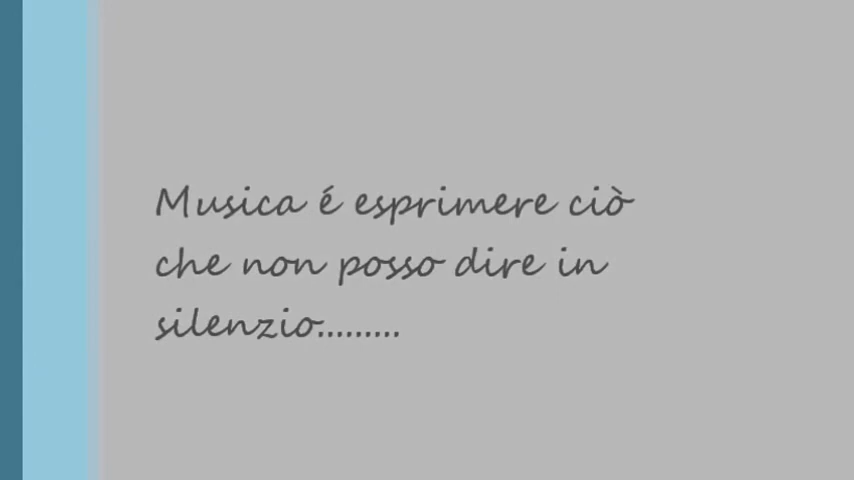 Musica é esprimere ciò
che non posso dire in
silenzio.........